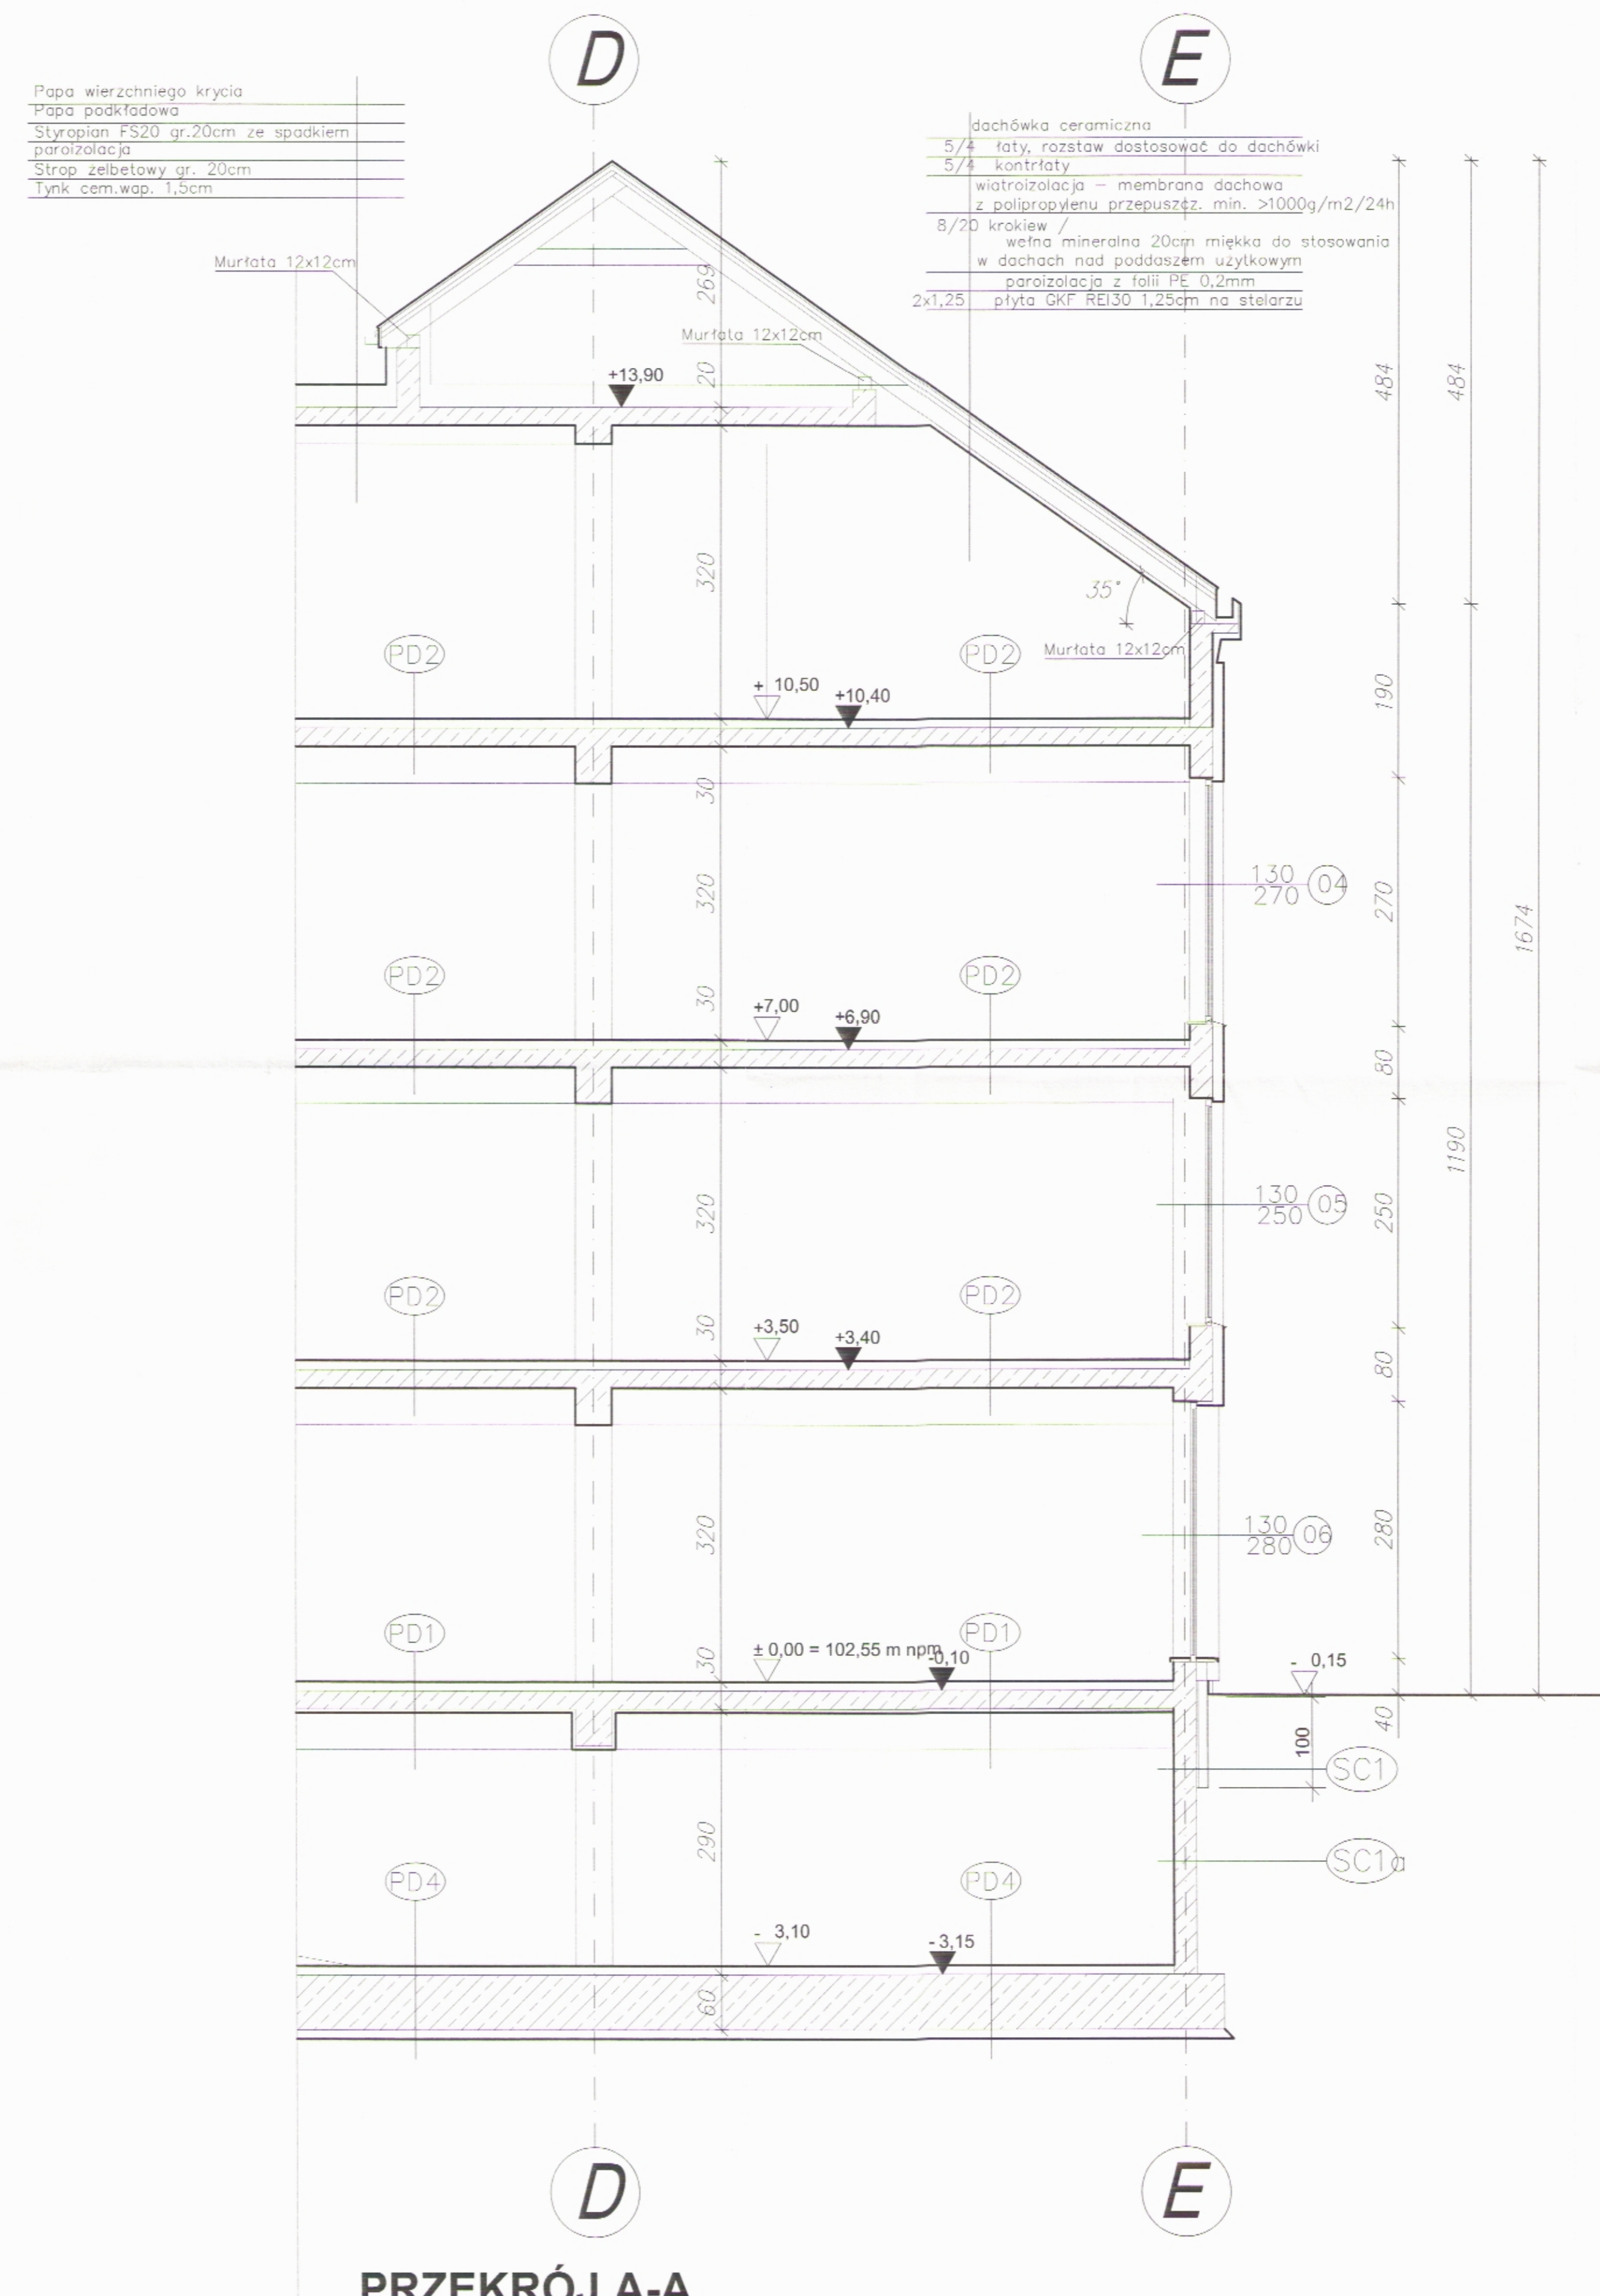 D
E
Papa wierzchniego krycia
Papa podkładowa
Styropian FS20 gr.20cm ze spadkiem
paroizolacja
Strop żelbetowy gr. 20cm
Tynk cem.wap. 1,5cm
dachówka ceramiczna
5/4 łaty, rozstaw dostosować do dachówki
5/4 kontrłaty
wiatroizolacja – membrana dachowa
z polipropylenu przepuszcz. min. >1000g/m2/24h
8/20 krokiew /
wełna mineralna 20cm miękka do stosowania
w dachach nad poddaszem użytkowym
paroizolacja z folii PE 0,2mm
2x1,25 płyta GKF REI30 1,25cm na stelarzu
Murłata 12x12cm
269
Murłata 12x12cm
+13,90
20
484
484
320
35°
Murłata 12x12cm
PD2
PD2
+ 10,50
+10,40
190
30
320
130
270
04
270
1674
PD2
PD2
30
+7,00
+6,90
80
1190
320
130
250
05
250
PD2
PD2
30
+3,50
+3,40
80
320
130
280
06
280
PD1
PD1
30
± 0,00 = 102,55 m npm
-0,10
- 0,15
40
100
SC1
290
SC1a
PD4
PD4
- 3,10
- 3,15
60
D
E
PRZEKRÓJ A-A